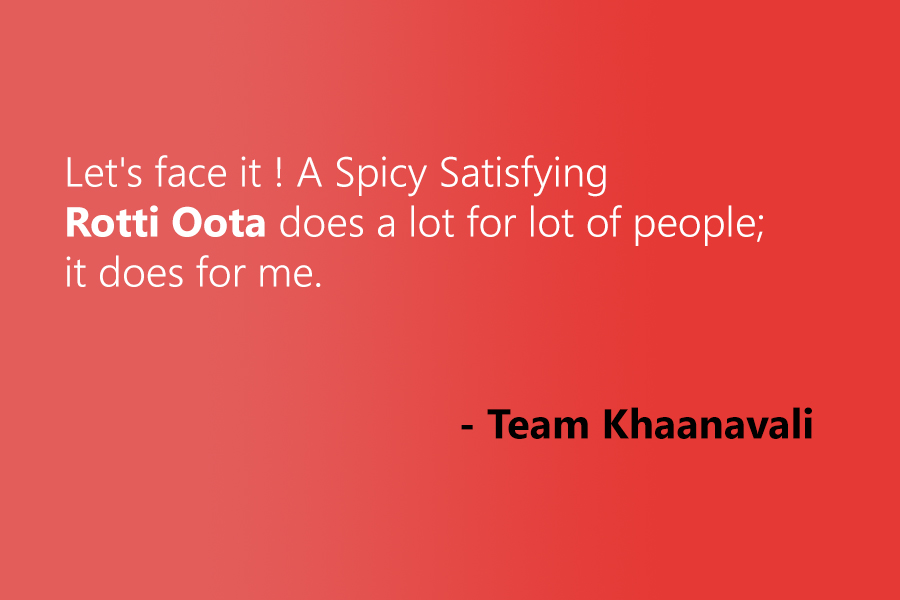 Let's face it ! A Spicy Satisfying
Rotti Oota does a lot for lot of people;
it does for me.
- Team Khaanavali